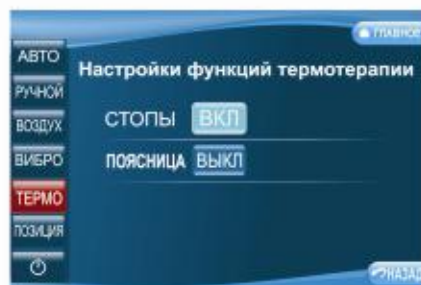 ГЛАВНОЕ
АВТО
Настройки функций термотерапии
РУЧНОЙ
СТОПЫ ВКЛ
ВОЗДУХ
ВИБРО
ПОЯСНИЦА ВЫКЛ
ТЕРМО
ПОЗИЦИЯ
НАЗАД